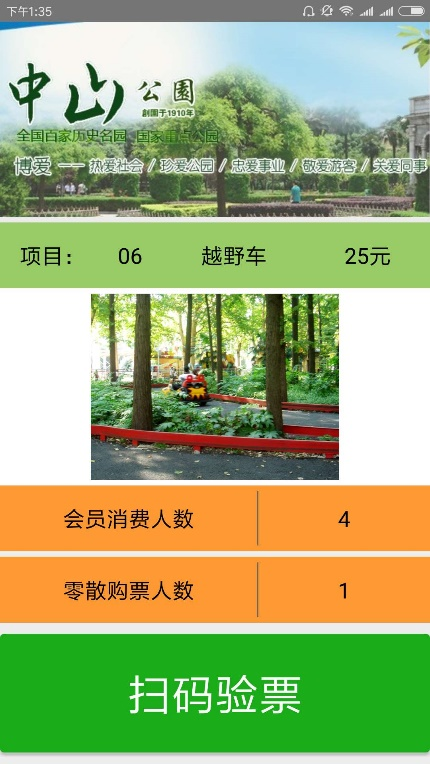 下午1:35
中山公園
創園于1910年
全国百家历史名园 国家重点公园
博爱 —— 热爱社会 / 珍爱公园 / 忠爱事业 / 敬爱游客 / 关爱同事
项目： 06 越野车 25元
会员消费人数 4
零散购票人数 1
扫码验票